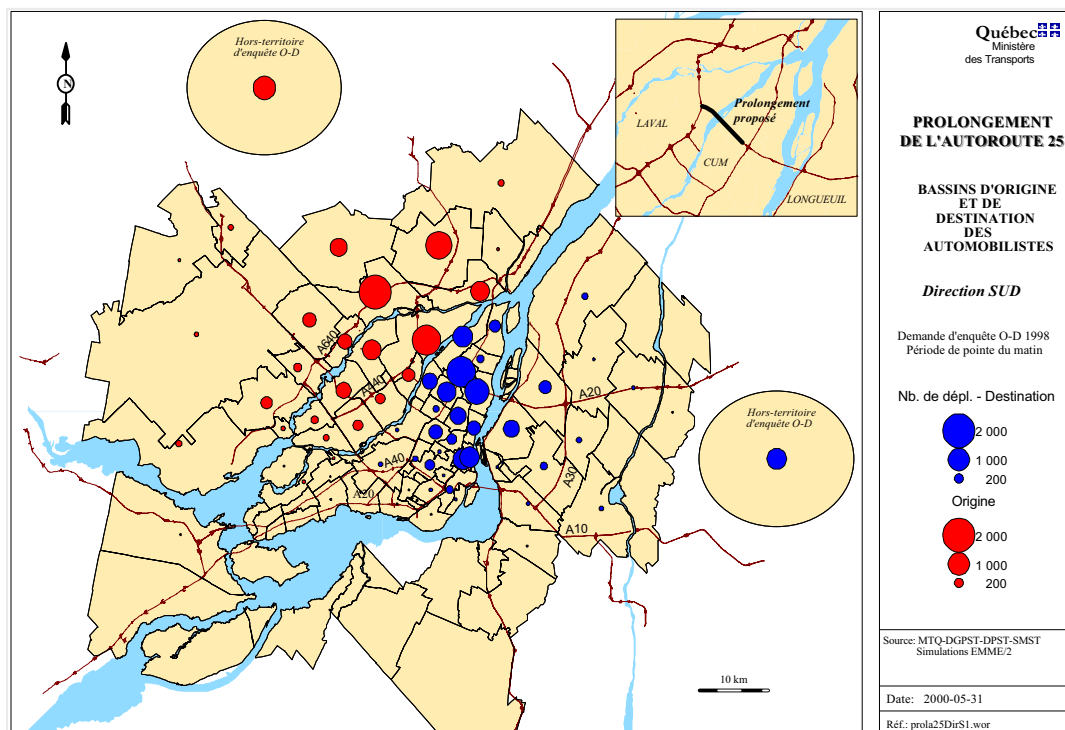 Hors-territoire
d'enquête O-D
N
Prolongement
proposé
LAVAL
CUM
LONGUEUIL
A640
A440
A40
A20
A20
A30
A10
Hors-territoire
d'enquête O-D
10 km
Québec
Ministère
des Transports
PROLONGEMENT
DE L'AUTOROUTE 25
BASSINS D'ORIGINE
ET DE
DESTINATION
DES
AUTOMOBILISTES
Direction SUD
Demande d'enquête O-D 1998
Période de pointe du matin
Nb. de dépl. - Destination
2 000
1 000
200
Origine
2 000
1 000
200
Source: MTQ-DGPST-DPST-SMST
Simulations EMME/2
Date: 2000-05-31
Réf.: prola25DirS1.wor